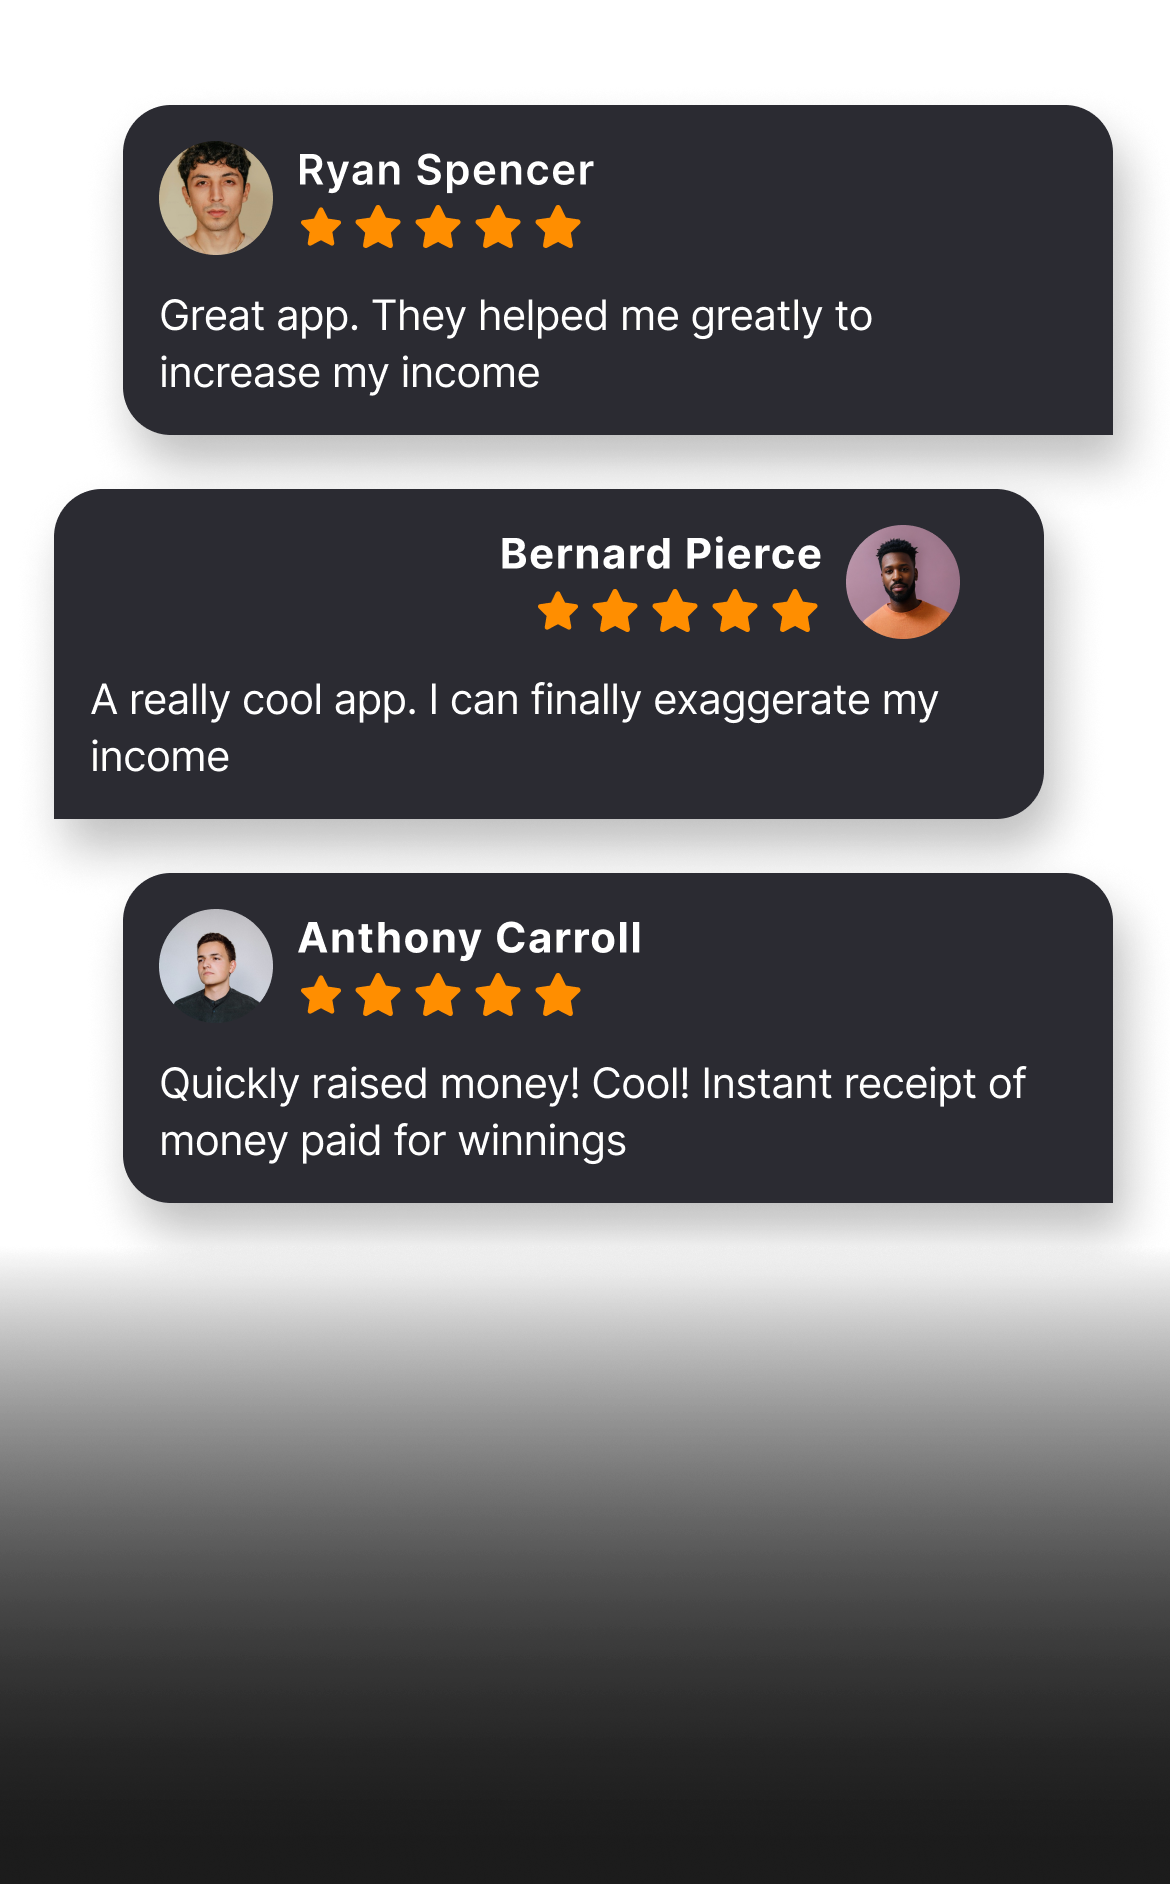 Ryan Spencer
Great app. They helped me greatly to
increase my income
Bernard Pierce
A really cool app. I can finally exaggerate my
income
Anthony Carroll
Quickly raised money! Cool! Instant receipt of
money paid for winnings